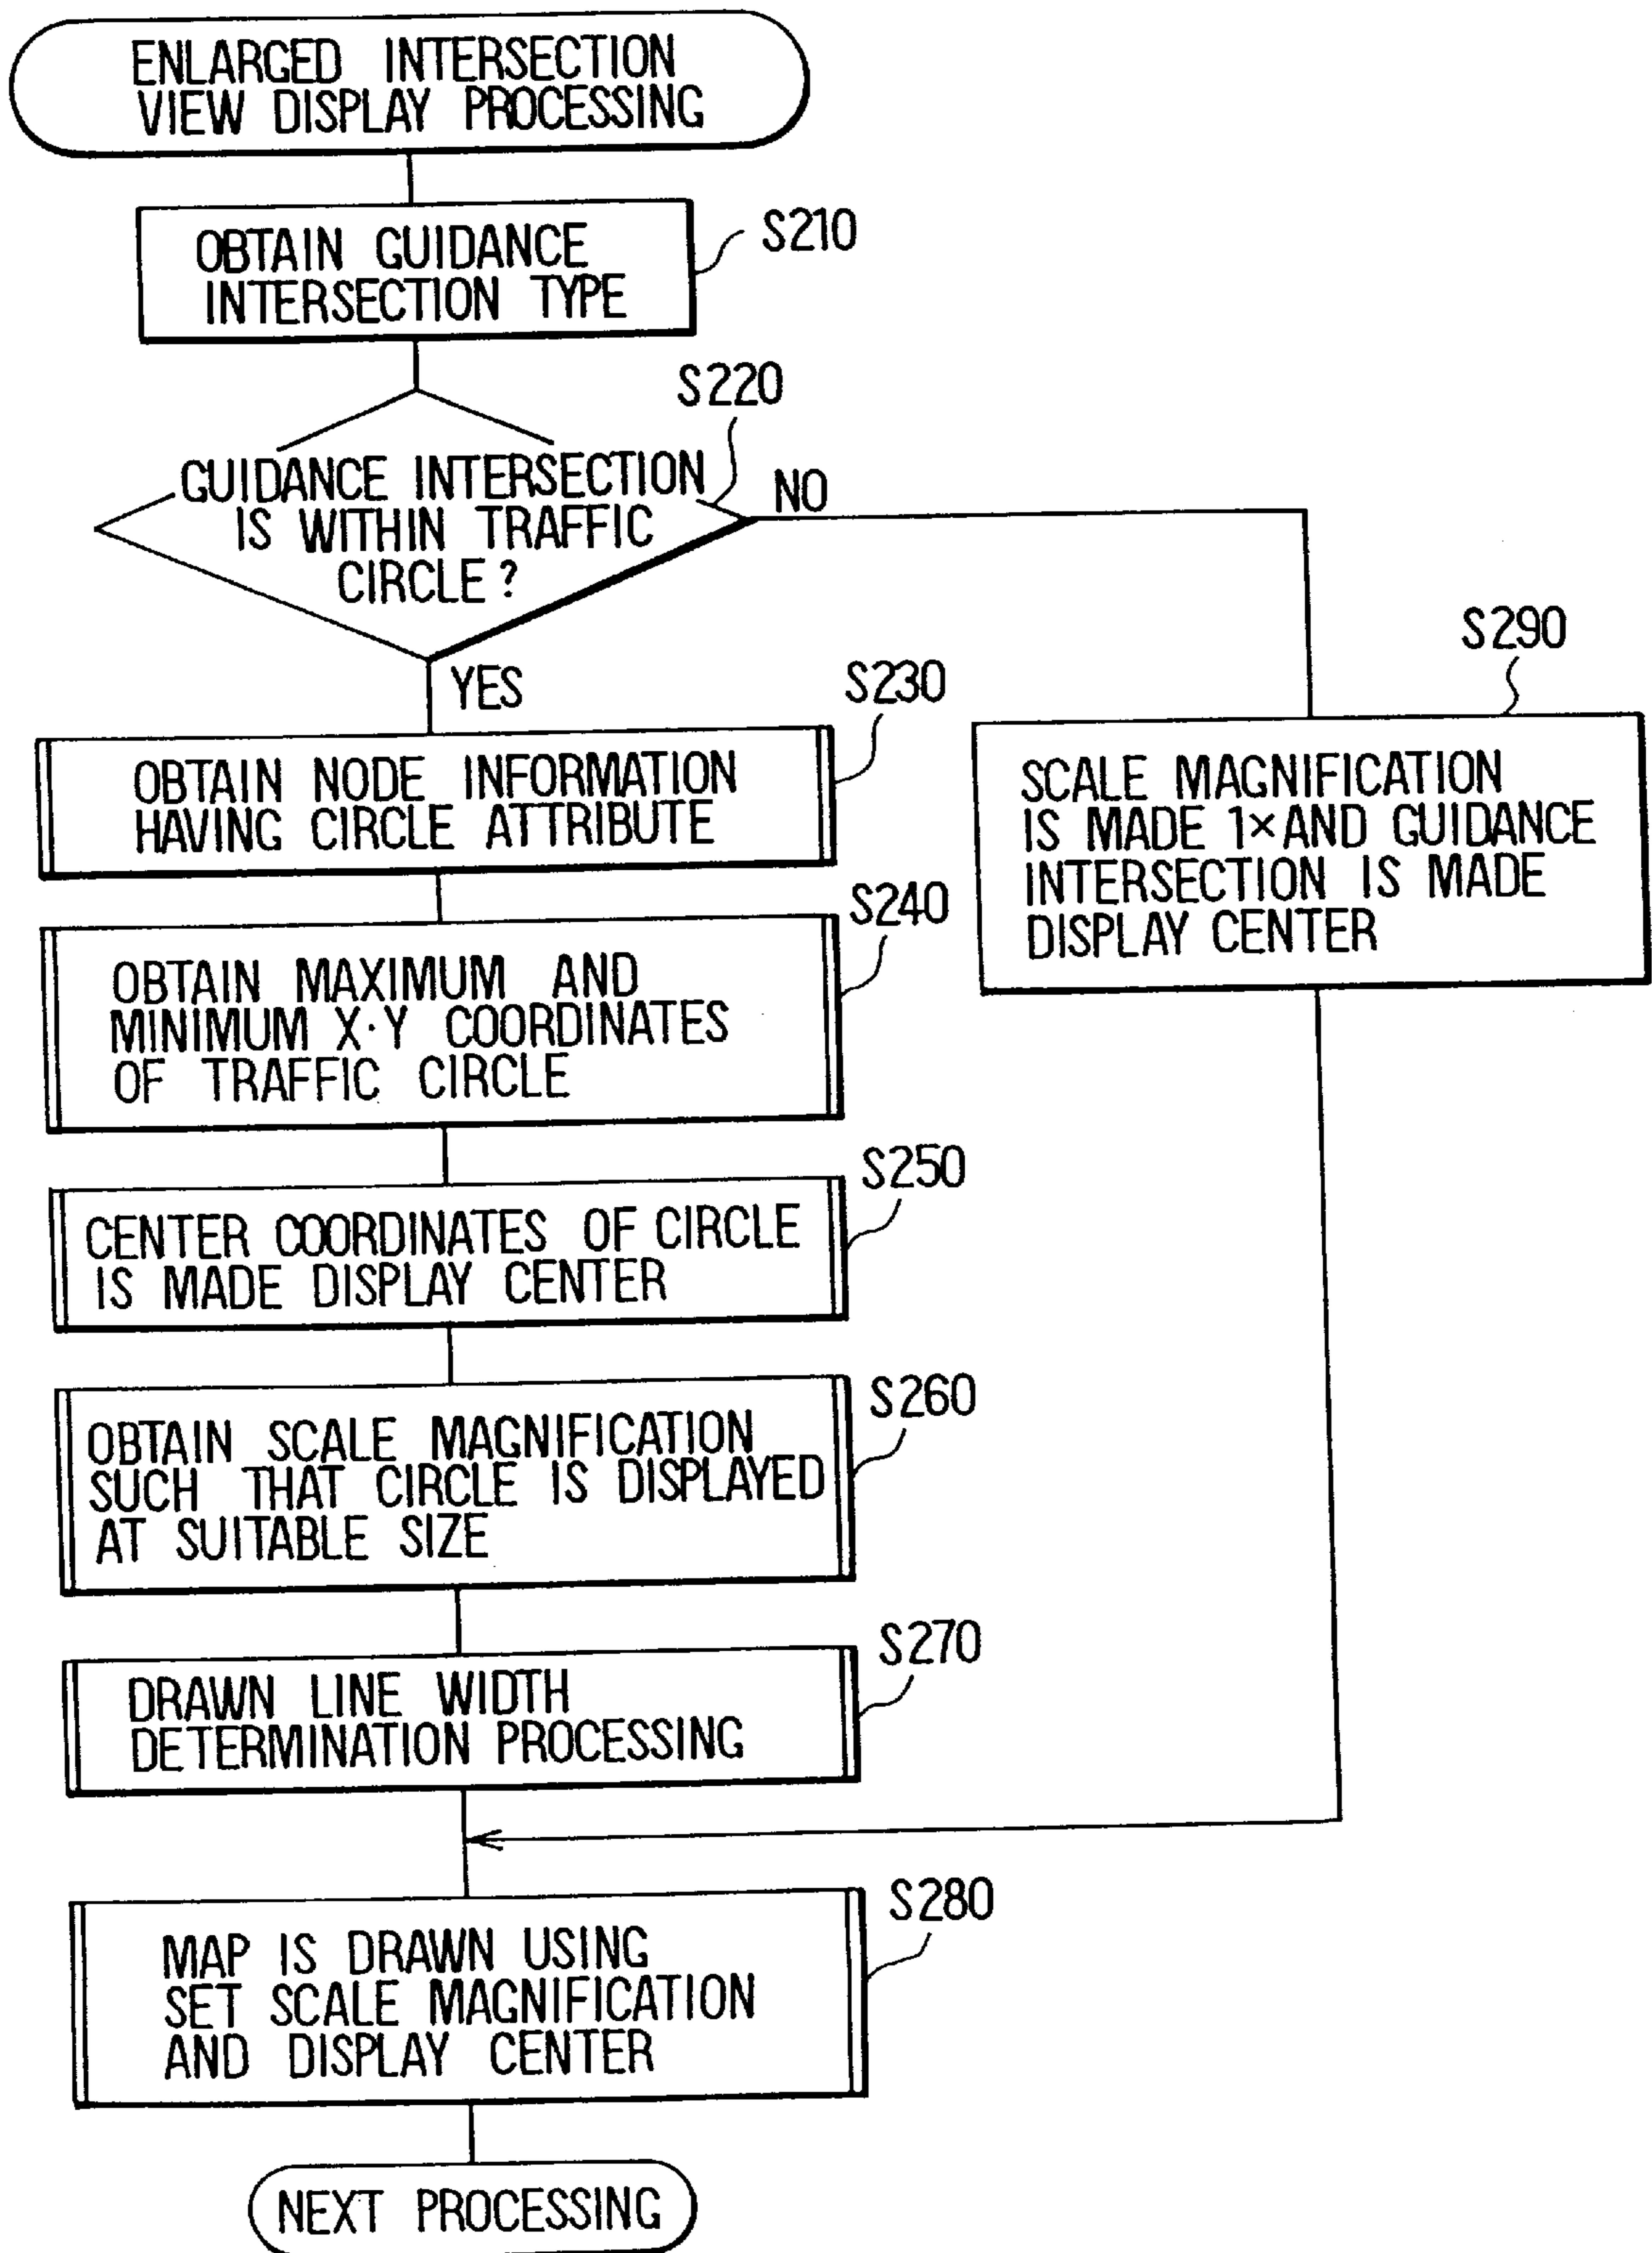 ENLARGED INTERSECTION
VIEW DISPLAY PROCESSING
OBTAIN GUIDANCE
INTERSECTION TYPE
S210
S220
GUIDANCE INTERSECTION
IS WITHIN TRAFFIC
CIRCLE?
NO
YES
S230
OBTAIN NODE INFORMATION
HAVING CIRCLE ATTRIBUTE
S290
SCALE MAGNIFICATION
IS MADE 1× AND GUIDANCE
INTERSECTION IS MADE
DISPLAY CENTER
S240
OBTAIN MAXIMUM AND
MINIMUM X·Y COORDINATES
OF TRAFFIC CIRCLE
S250
CENTER COORDINATES OF CIRCLE
IS MADE DISPLAY CENTER
S260
OBTAIN SCALE MAGNIFICATION
SUCH THAT CIRCLE IS DISPLAYED
AT SUITABLE SIZE
S270
DRAWN LINE WIDTH
DETERMINATION PROCESSING
S280
MAP IS DRAWN USING
SET SCALE MAGNIFICATION
AND DISPLAY CENTER
NEXT PROCESSING